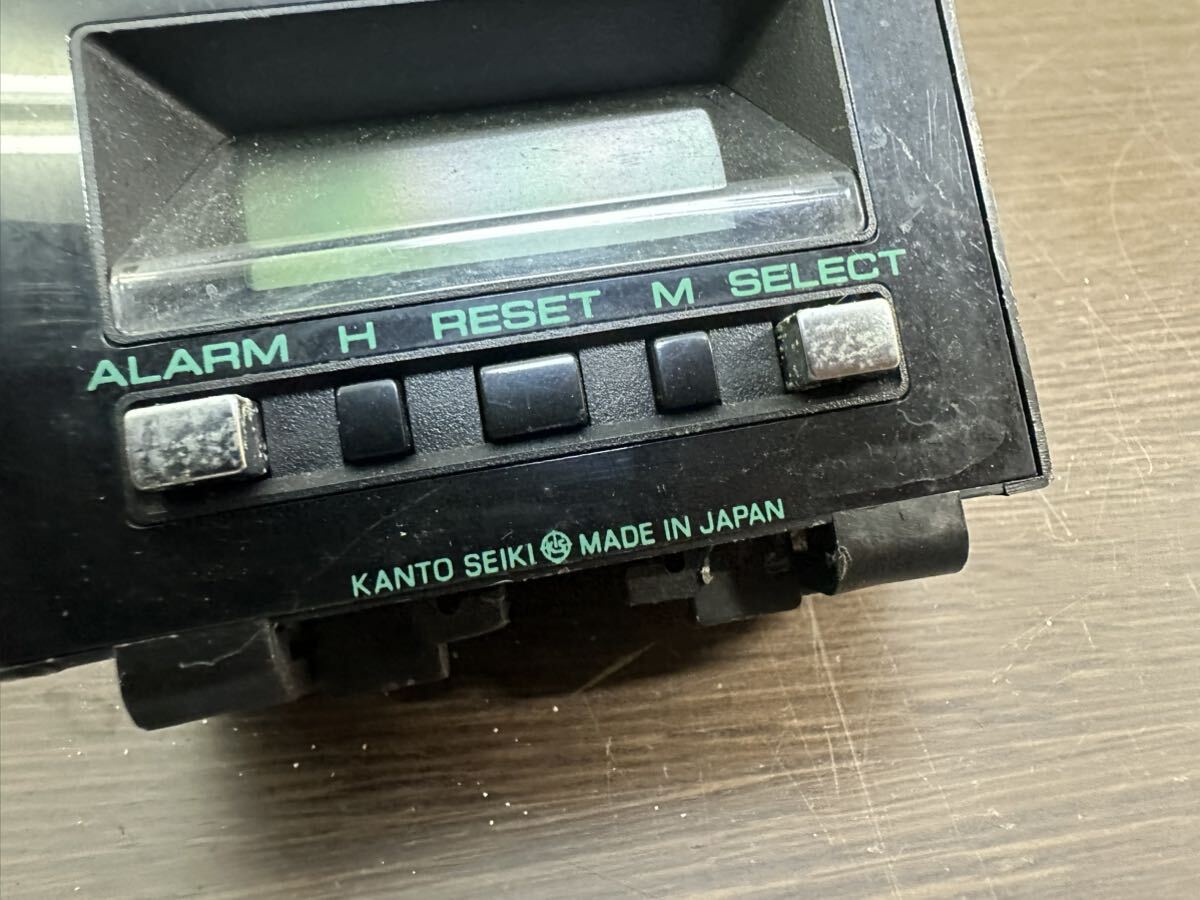 ALARM H RESET M SELECT
KANTO SEIKI MADE IN JAPAN